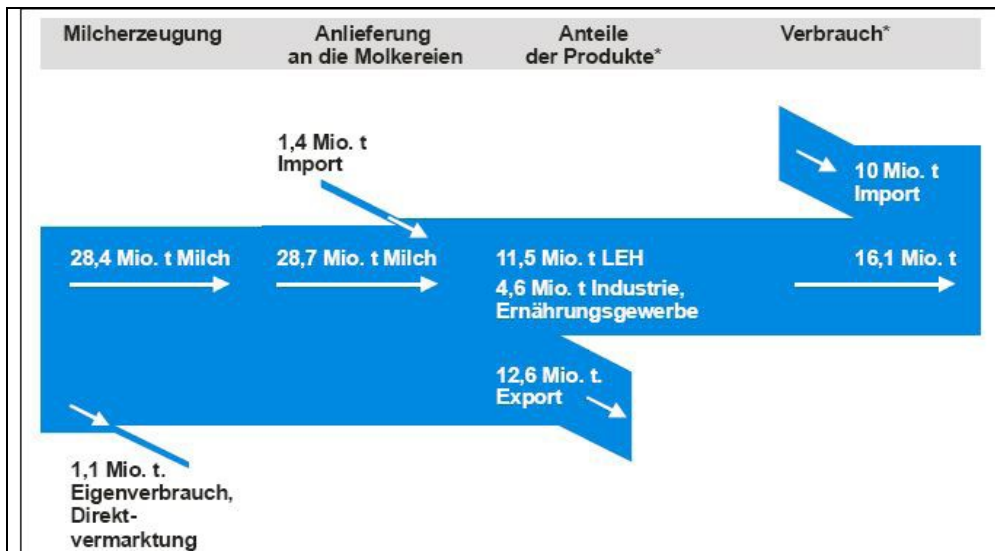 Milcherzeugung
Anlieferung
an die Molkereien
Anteile
der Produkte*
Verbrauch*
1,4 Mio. t
Import
10 Mio. t
Import
28,4 Mio. t Milch
28,7 Mio. t Milch
11,5 Mio. t LEH
4,6 Mio. t Industrie,
Ernährungsgewerbe
16,1 Mio. t
12,6 Mio. t.
Export
1,1 Mio. t.
Eigenverbrauch,
Direkt-
vermarktung